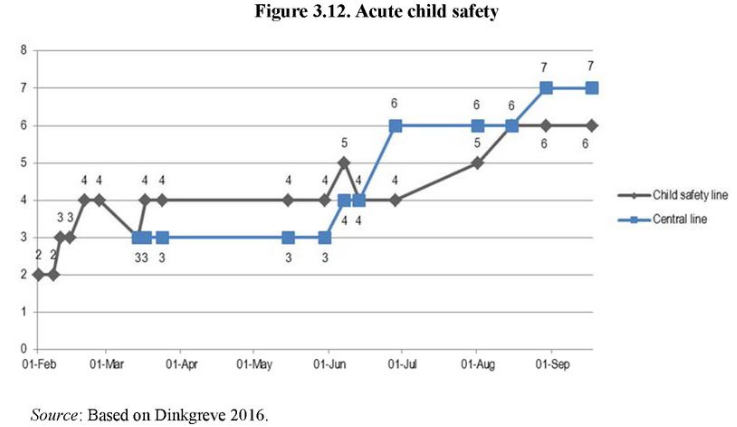 Figure 3.12. Acute child safety
8
7 7
7
6 6 6
6
5 5 6 6
5
4 4 4 4 4 4 4 4
4
3 3 4 4
3
2 2 33 3 3 3
2
1
0
01-Feb 01-Mar 01-Apr 01-May 01-Jun 01-Jul 01-Aug 01-Sep
Child safety line
Central line
Source: Based on Dinkgreve 2016.